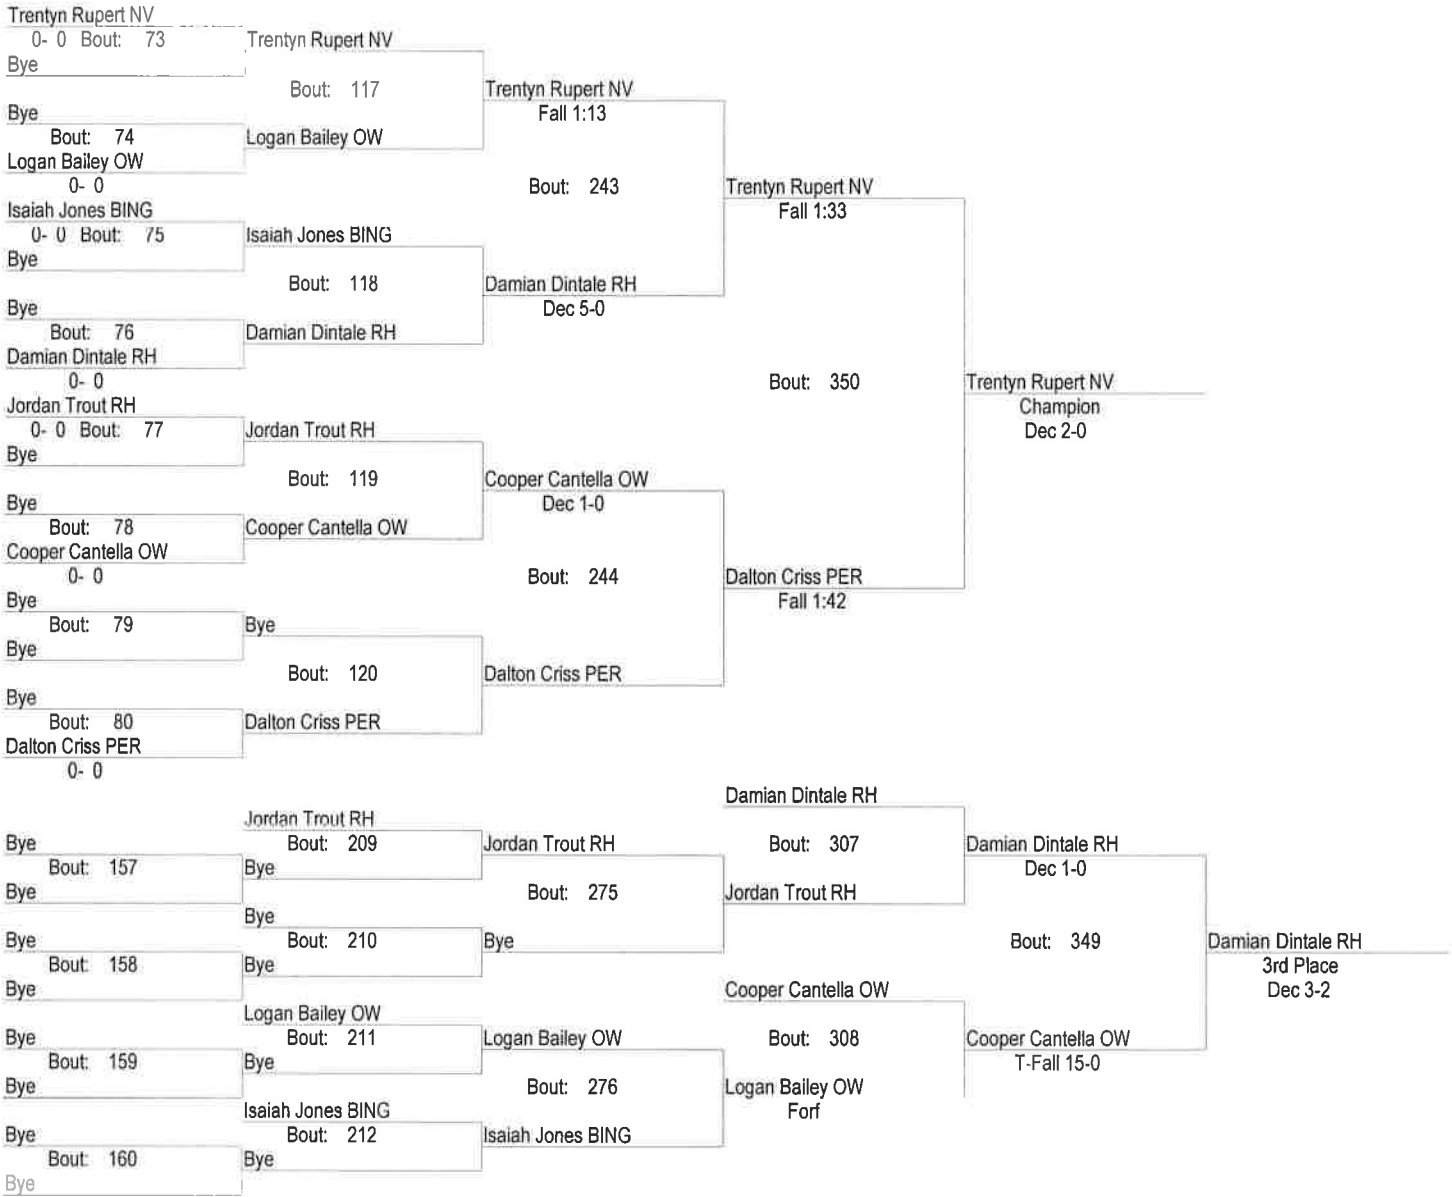 Trentyn Rupert NV
0- 0 Bout: 73 Trentyn Rupert NV
Bye
Bout: 117 Trentyn Rupert NV
Bye Fall 1:13
Bout: 74 Logan Bailey OW
Logan Bailey OW
0- 0 Bout: 243 Trentyn Rupert NV
Isaiah Jones BING Fall 1:33
0- 0 Bout: 75 Isaiah Jones BING
Bye
Bout: 118 Damian Dintale RH
Bye Dec 5-0
Bout: 76 Damian Dintale RH
Damian Dintale RH
0- 0 Bout: 350 Trentyn Rupert NV
Jordan Trout RH Champion
0- 0 Bout: 77 Jordan Trout RH Dec 2-0
Bye
Bout: 119 Cooper Cantella OW
Bye Dec 1-0
Bout: 78 Cooper Cantella OW
Cooper Cantella OW
0- 0 Bout: 244 Dalton Criss PER
Bye Fall 1:42
Bout: 79 Bye
Bye
Bout: 120 Dalton Criss PER
Bye
Bout: 80 Dalton Criss PER
Dalton Criss PER
0- 0
Damian Dintale RH
Jordan Trout RH
Bye Bout: 209 Jordan Trout RH Bout: 307 Damian Dintale RH
Bout: 157 Bye Dec 1-0
Bye Bout: 275 Jordan Trout RH
Bye
Bye Bout: 210 Bye Bout: 349 Damian Dintale RH
Bout: 158 Bye 3rd Place
Bye Cooper Cantella OW Dec 3-2
Logan Bailey OW
Bye Bout: 211 Logan Bailey OW Bout: 308 Cooper Cantella OW
Bout: 159 Bye T-Fall 15-0
Bye Bout: 276 Logan Bailey OW
Isaiah Jones BING Forf
Bye Bout: 212 Isaiah Jones BING
Bout: 160 Bye
Bye